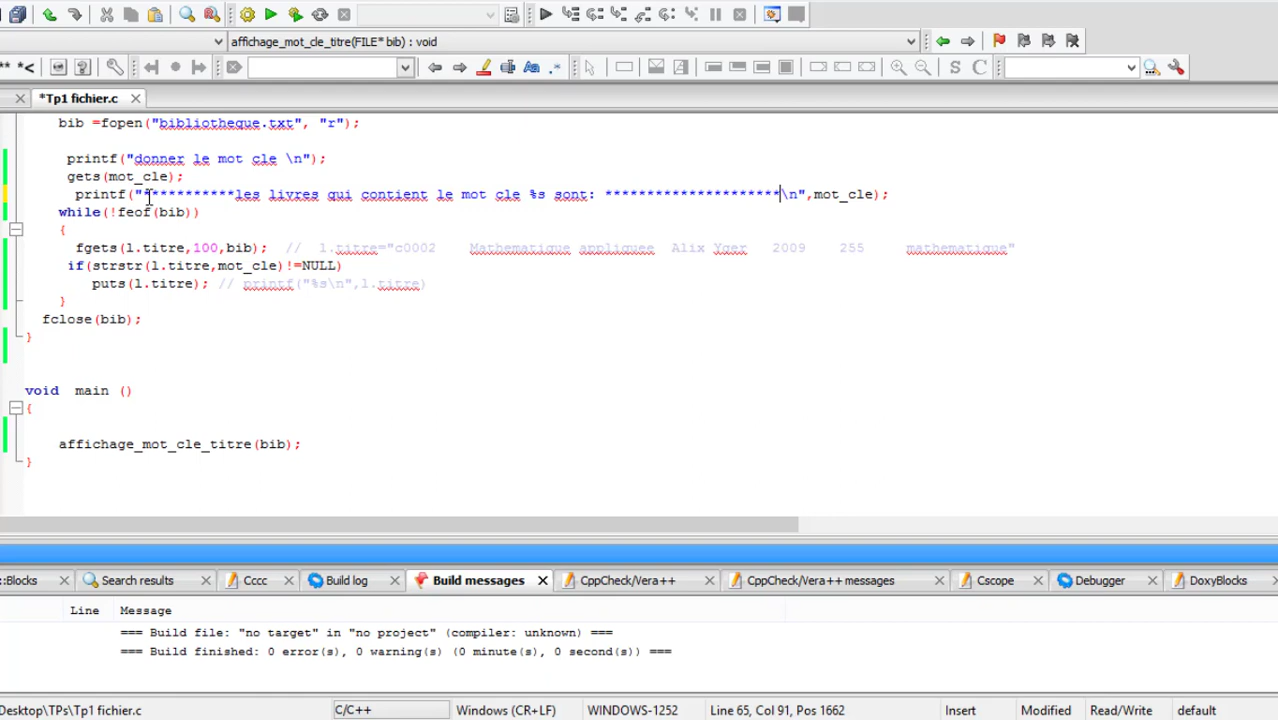 affichage_mot_cle_titre(FILE* bib) : void
** *<
Aa
.*
S C
*Tp1 fichier.c
bib =fopen("bibliotheque.txt", "r");
printf("donner le mot cle \n");
gets(mot_cle);
printf("***********les livres qui contient le mot cle %s sont: *********************\n",mot_cle);
while(!feof(bib))
{
fgets(l.titre,100,bib); // l.titre="c0002 Mathematique appliquee Alix Yger 2009 255 mathematique"
if(strstr(l.titre,mot_cle)!=NULL)
puts(l.titre); // printf("%s\n",l.titre)
}
fclose(bib);
}
void main ()
{
affichage_mot_cle_titre(bib);
}
::Blocks Search results Cccc Build log Build messages CppCheck/Vera++ CppCheck/Vera++ messages Cscope Debugger DoxyBlocks
Line Message
=== Build file: "no target" in "no project" (compiler: unknown) ===
=== Build finished: 0 error(s), 0 warning(s) (0 minute(s), 0 second(s)) ===
Desktop\TPs\Tp1 fichier.c C/C++ Windows (CR+LF) WINDOWS-1252 Line 65, Col 91, Pos 1662 Insert Modified Read/Write default